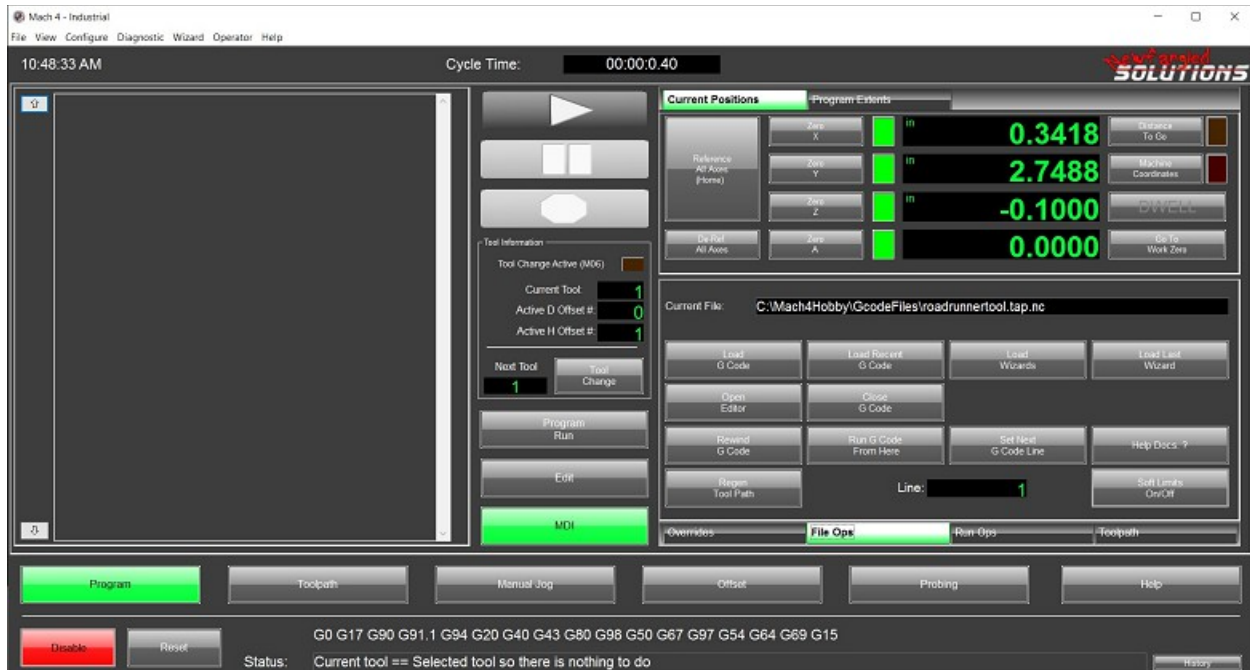 Mach 4 - Industrial
File View Configure Diagnostic Wizard Operator Help
10:48:33 AM
Cycle Time: 00:00:0.40
Newfangled
SOLUTIONS
Current Positions
Program Extents
Reference
All Axes
(Home)
Zero
X
in
0.3418
Distance
To Go
Zero
Y
in
2.7488
Machine
Coordinates
Zero
Z
in
-0.1000
DWELL
De-Ref
All Axes
Zero
A
0.0000
Go To
Work Zero
Tool Information
Tool Change Active (M06)
Current Tool: 1
Active D Offset #: 0
Active H Offset #: 1
Next Tool
1
Tool
Change
Program
Run
Edit
MDI
Current File: C:\Mach4Hobby\GcodeFiles\roadrunnertool.tap.nc
Load
G Code
Load Recent
G Code
Load
Wizards
Load Last
Wizard
Open
Editor
Close
G Code
Rewind
G Code
Run G Code
From Here
Set Next
G Code Line
Help Docs. ?
Regen
Tool Path
Line: 1
Soft Limits
On/Off
Overrides
File Ops
Run Ops
Toolpath
Program
Toolpath
Manual Jog
Offset
Probing
Help
Disable
Reset
G0 G17 G90 G91.1 G94 G20 G40 G43 G80 G98 G50 G67 G97 G54 G64 G69 G15
Status: Current tool == Selected tool so there is nothing to do
History